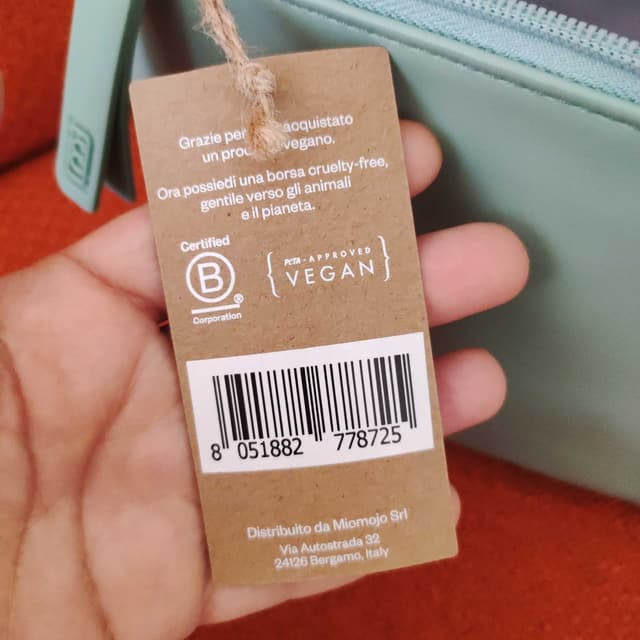 Grazie per acquistato
un vegano.
Ora possiedi una borsa cruelty-free,
gentile verso gli animali
e il pianeta.
Certified
B
®
Corporation
PETA - APPROVED
VEGAN
8 051882 778725
Distribuito da Miomojo Srl
Via Autostrada 32
24126 Bergamo, Italy